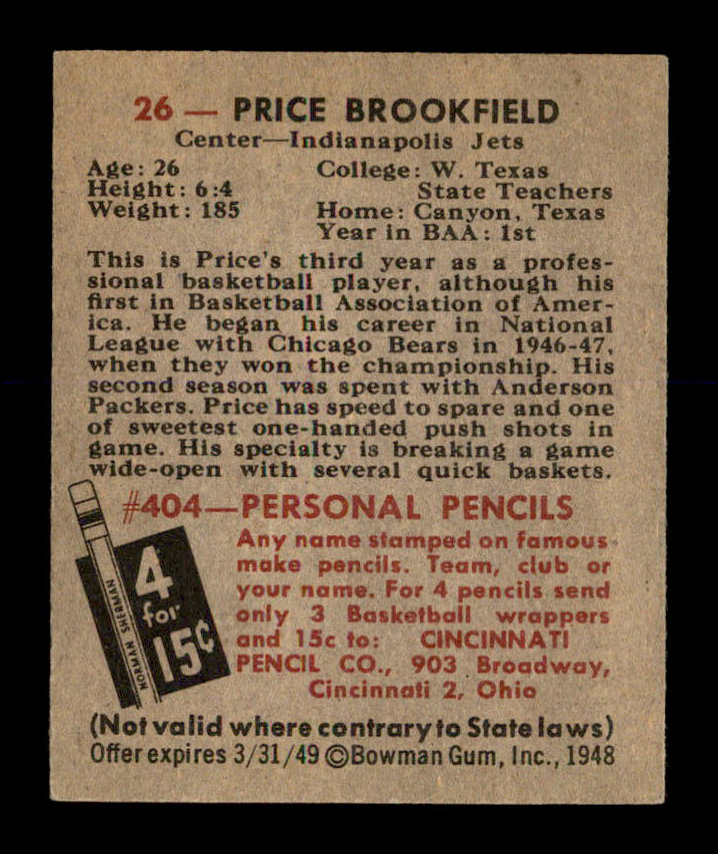 26 — PRICE BROOKFIELD
Center—Indianapolis Jets
Age: 26
Height: 6:4
Weight: 185
College: W. Texas
State Teachers
Home: Canyon, Texas
Year in BAA: 1st
This is Price's third year as a profes-
sional basketball player, although his
first in Basketball Association of Amer-
ica. He began his career in National
League with Chicago Bears in 1946-47,
when they won the championship. His
second season was spent with Anderson
Packers. Price has speed to spare and one
of sweetest one-handed push shots in
game. His specialty is breaking a game
wide-open with several quick baskets.
#404—PERSONAL PENCILS
4
for
15¢
NORMAN SHERMAN
Any name stamped on famous
make pencils. Team, club or
your name. For 4 pencils send
only 3 Basketball wrappers
and 15c to: CINCINNATI
PENCIL CO., 903 Broadway,
Cincinnati 2, Ohio
(Not valid where contrary to State laws)
Offer expires 3/31/49 ©Bowman Gum, Inc., 1948